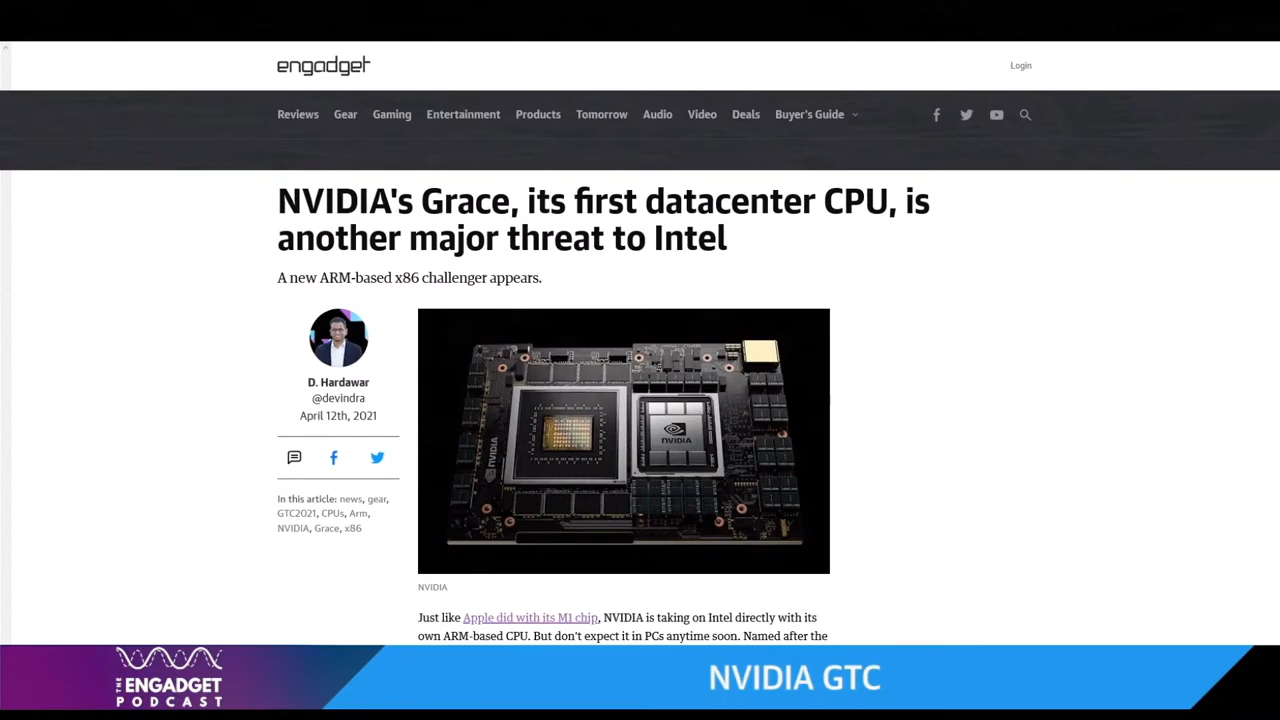 engadget
Login
Reviews Gear Gaming Entertainment Products Tomorrow Audio Video Deals Buyer's Guide
NVIDIA's Grace, its first datacenter CPU, is
another major threat to Intel
A new ARM-based x86 challenger appears.
D. Hardawar
@devindra
April 12th, 2021
In this article: news, gear,
GTC2021, CPUs, Arm,
NVIDIA, Grace, x86
NVIDIA
NVIDIA
NVIDIA
Just like Apple did with its M1 chip, NVIDIA is taking on Intel directly with its
own ARM-based CPU. But don't expect it in PCs anytime soon. Named after the
THE
ENGADGET
PODCAST
NVIDIA GTC